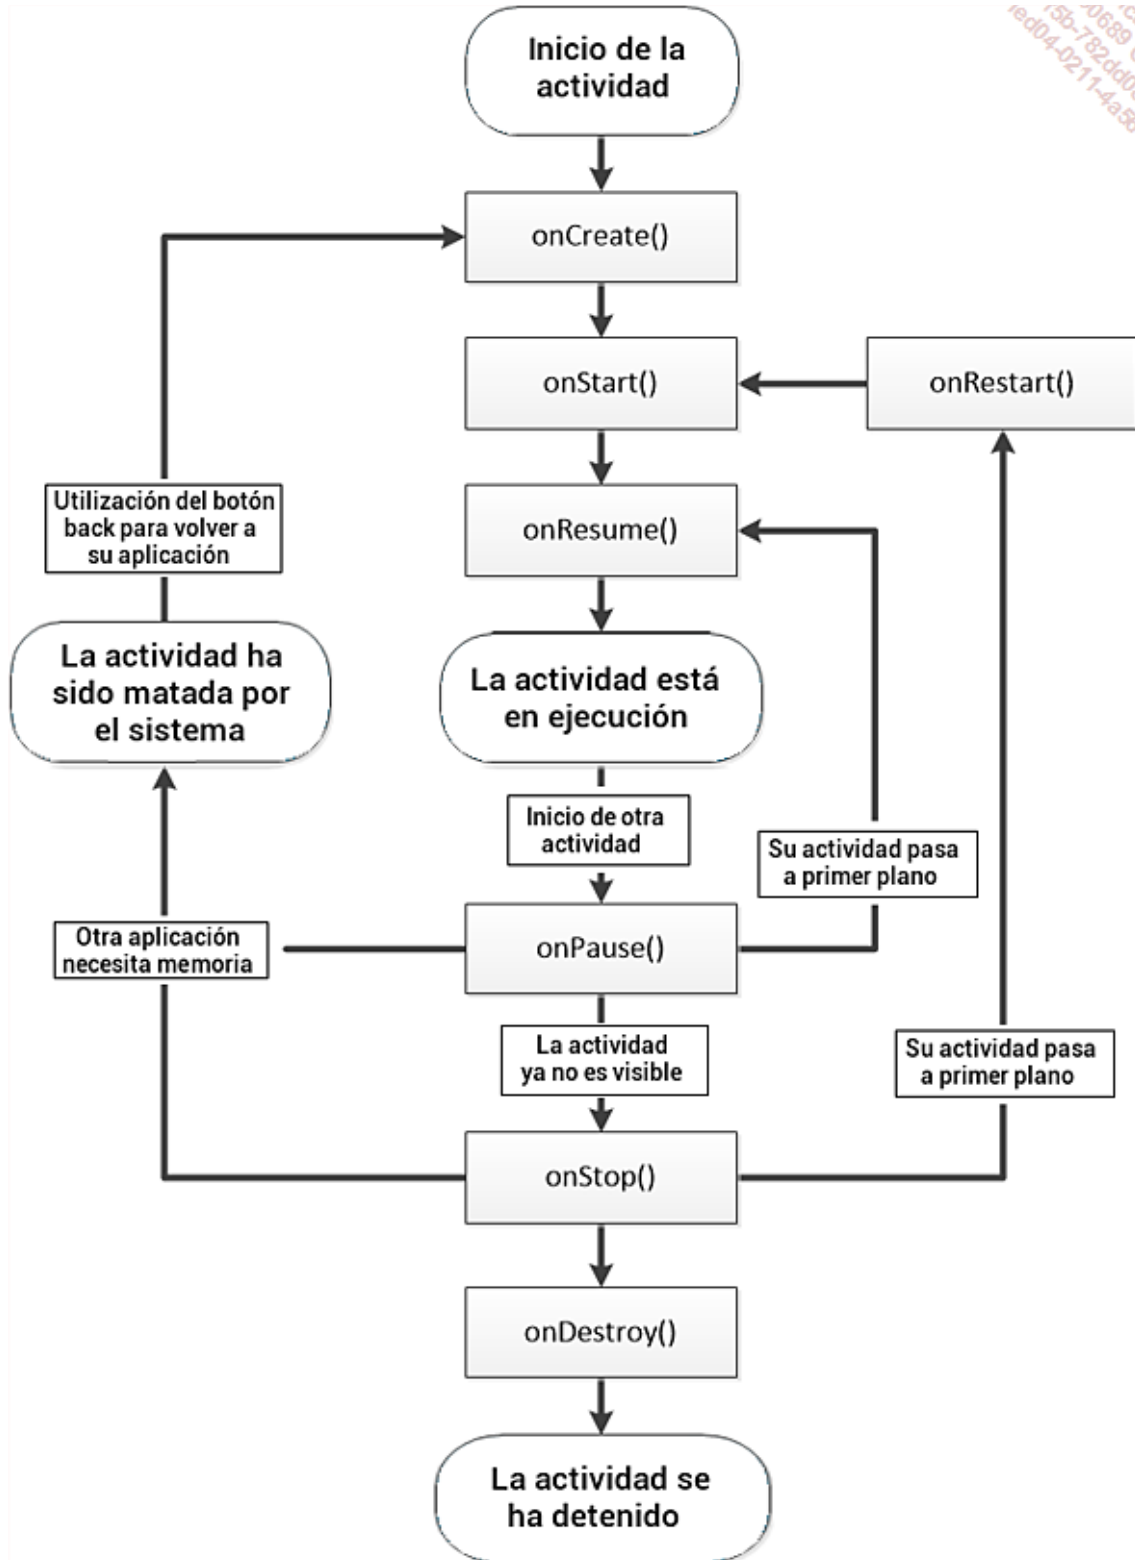 Inicio de la
actividad
onCreate()
onStart()
onRestart()
Utilización del botón
back para volver a
su aplicación
onResume()
La actividad ha
sido matada por
el sistema
La actividad está
en ejecución
Inicio de otra
actividad
Su actividad pasa
a primer plano
Otra aplicación
necesita memoria
onPause()
La actividad
ya no es visible
Su actividad pasa
a primer plano
onStop()
onDestroy()
La actividad se
ha detenido